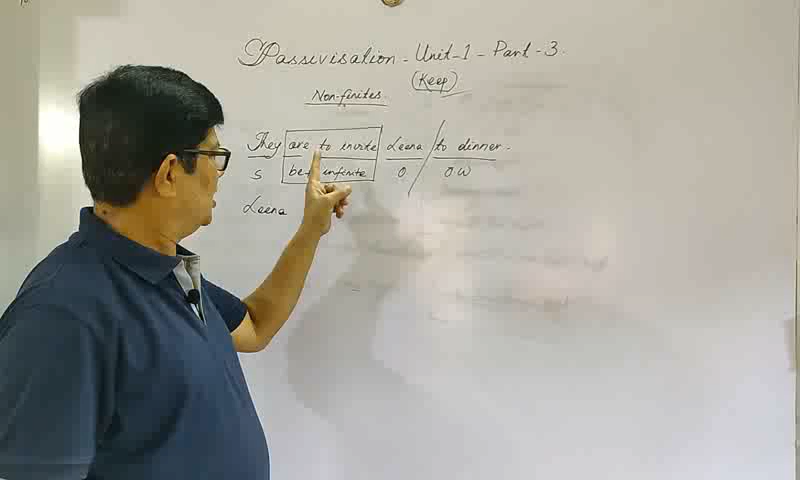 Passivisation - Unit-1 - Part-3.
(Keep)
Non-finites
They are to invite Leena / to dinner.
S be+ infinite O / OW
Leena